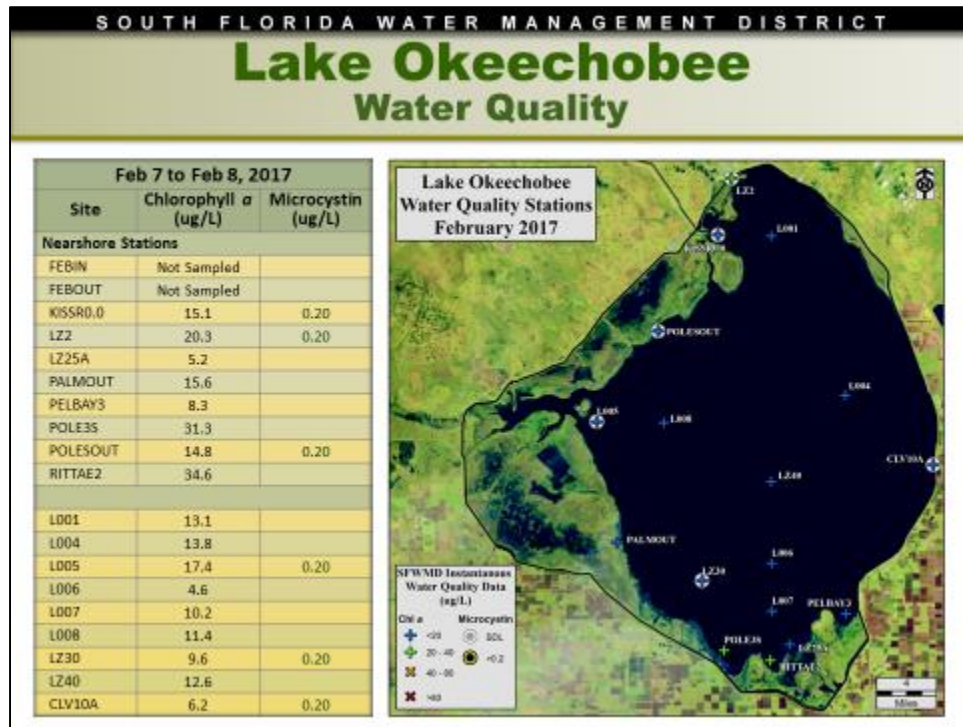 SOUTH FLORIDA WATER MANAGEMENT DISTRICT
Lake Okeechobee
Water Quality
Feb 7 to Feb 8, 2017
Site Chlorophyll a (ug/L) Microcystin (ug/L)
Nearshore Stations
FEBIN Not Sampled
FEBOUT Not Sampled
KISSR0.0 15.1 0.20
LZ2 20.3 0.20
LZ25A 5.2
PALMOUT 15.6
PELBAY3 8.3
POLE3S 31.3
POLESOUT 14.8 0.20
RITTAE2 34.6
L001 13.1
L004 13.8
L005 17.4 0.20
L006 4.6
L007 10.2
L008 11.4
LZ30 9.6 0.20
LZ40 12.6
CLV10A 6.2 0.20
Lake Okeechobee
Water Quality Stations
February 2017
LZ2
L001
KISSR0.0
POLESOUT
L004
L005
L008
CLV10A
LZ40
PALMOUT
L006
LZ30
L007
PELBAY3
POLE3S
LZ25A
RITTAE2
SFWMD Instantanous
Water Quality Data
(ug/L)
Chl a Microcystin
<20
20 - 40
40 - 80
4
Miles